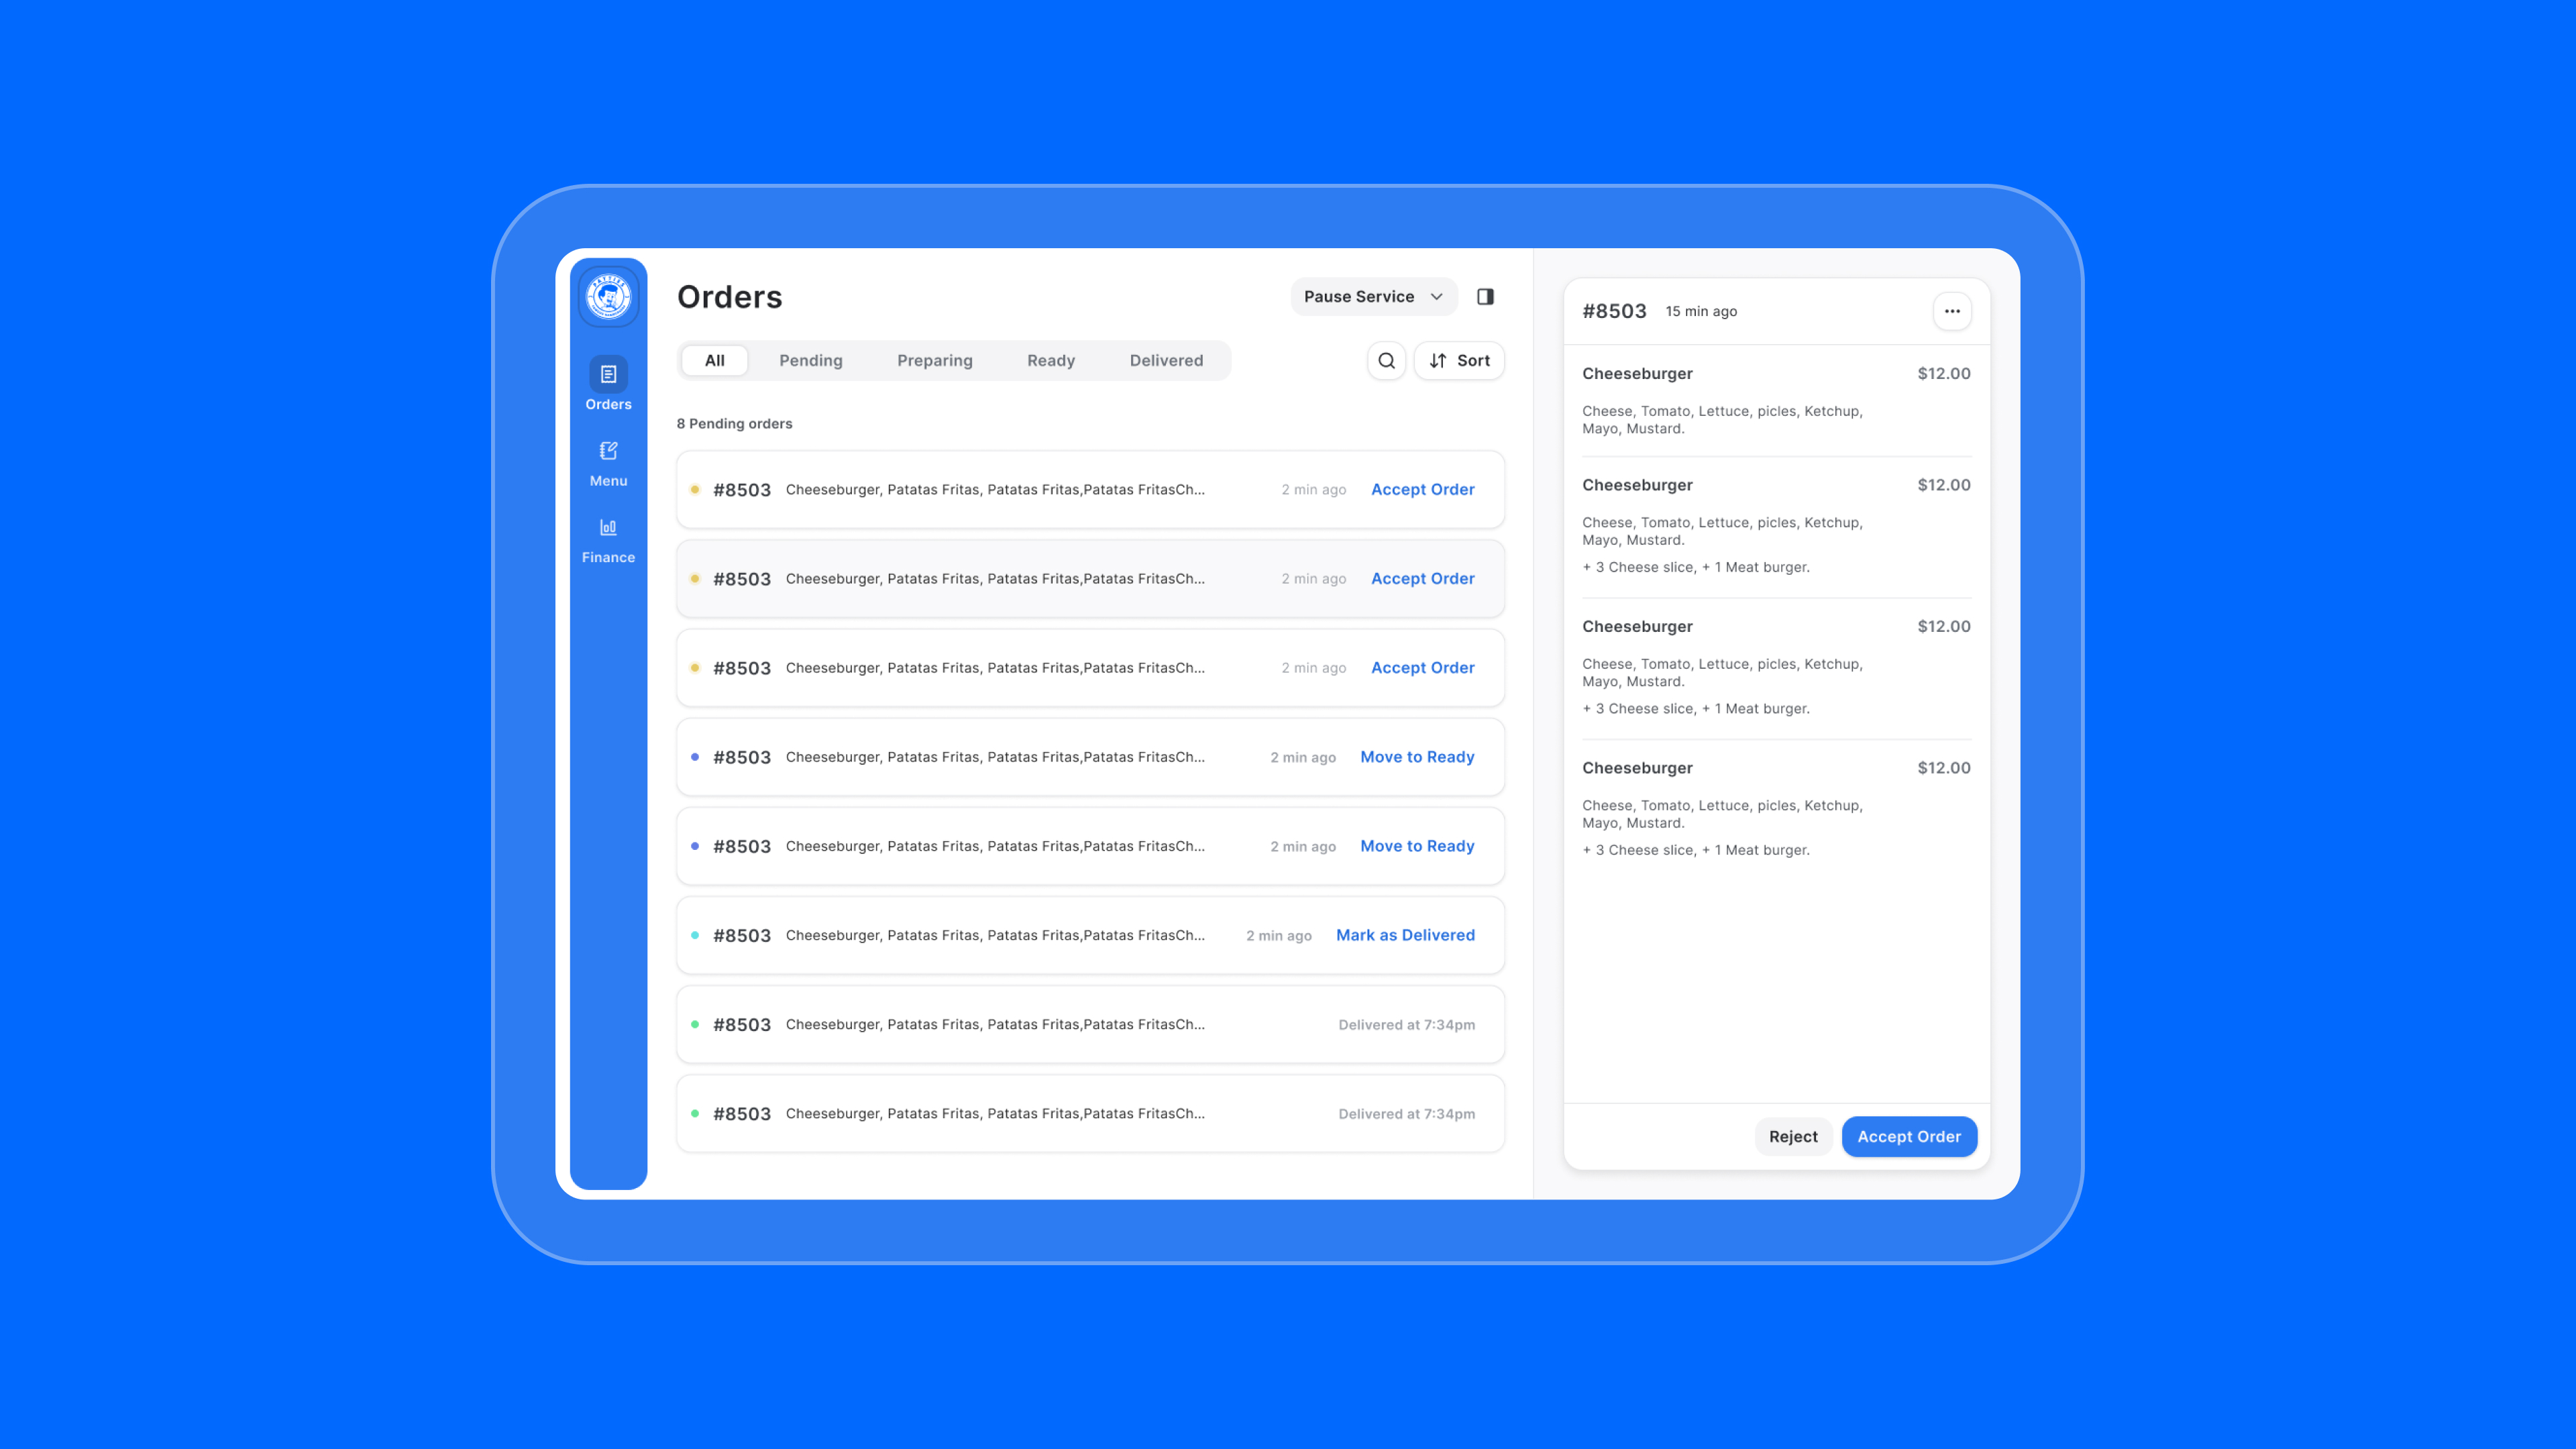 PATTIES
Orders
Menu
Finance
Orders
Pause Service
All
Pending
Preparing
Ready
Delivered
Sort
8 Pending orders
#8503 Cheeseburger, Patatas Fritas, Patatas Fritas,Patatas FritasCh... 2 min ago Accept Order
#8503 Cheeseburger, Patatas Fritas, Patatas Fritas,Patatas FritasCh... 2 min ago Accept Order
#8503 Cheeseburger, Patatas Fritas, Patatas Fritas,Patatas FritasCh... 2 min ago Accept Order
#8503 Cheeseburger, Patatas Fritas, Patatas Fritas,Patatas FritasCh... 2 min ago Move to Ready
#8503 Cheeseburger, Patatas Fritas, Patatas Fritas,Patatas FritasCh... 2 min ago Move to Ready
#8503 Cheeseburger, Patatas Fritas, Patatas Fritas,Patatas FritasCh... 2 min ago Mark as Delivered
#8503 Cheeseburger, Patatas Fritas, Patatas Fritas,Patatas FritasCh... Delivered at 7:34pm
#8503 Cheeseburger, Patatas Fritas, Patatas Fritas,Patatas FritasCh... Delivered at 7:34pm
#8503 15 min ago
Cheeseburger $12.00
Cheese, Tomato, Lettuce, picles, Ketchup,
Mayo, Mustard.
Cheeseburger $12.00
Cheese, Tomato, Lettuce, picles, Ketchup,
Mayo, Mustard.
+ 3 Cheese slice, + 1 Meat burger.
Cheeseburger $12.00
Cheese, Tomato, Lettuce, picles, Ketchup,
Mayo, Mustard.
+ 3 Cheese slice, + 1 Meat burger.
Cheeseburger $12.00
Cheese, Tomato, Lettuce, picles, Ketchup,
Mayo, Mustard.
+ 3 Cheese slice, + 1 Meat burger.
Reject
Accept Order